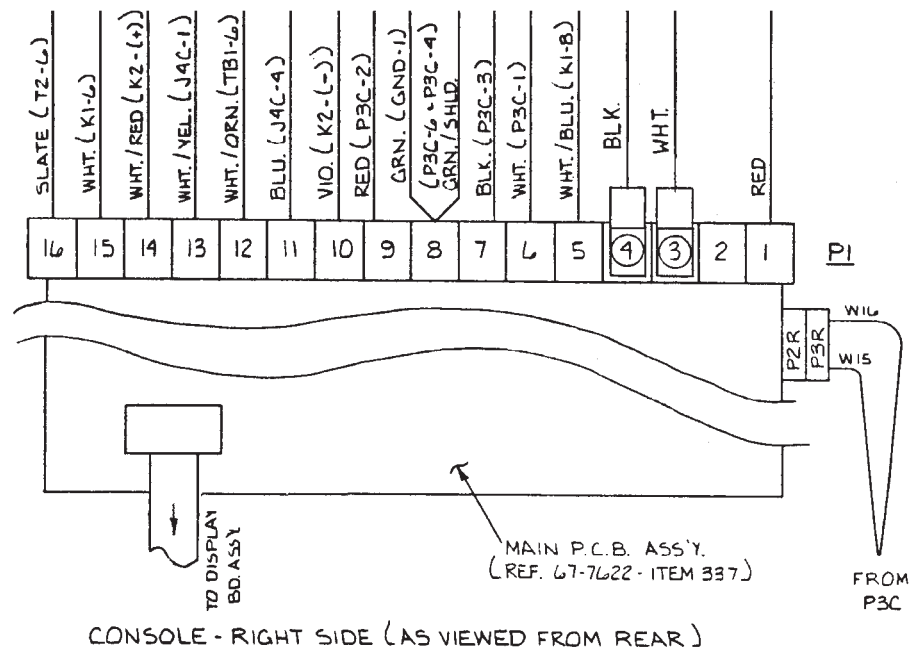 SLATE (T2-6)
WHT. (K1-6)
WHT./RED (K2-(+)
WHT./YEL. (J4C-1)
WHT./ORN. (TB1-6)
BLU. (J4C-4)
VIO. (K2-(-))
RED (P3C-2)
GRN. (GND-1)
(P3C-6 & P3C-4)
GRN./SHLD.
BLK. (P3C-3)
WHT. (P3C-1)
WHT./BLU. (K1-8)
BLK.
WHT.
RED
16 15 14 13 12 11 10 9 8 7 6 5 4 3 2 1 P1
P2R
P3R
W16
W15
TO DISPLAY
BD. ASS'Y.
MAIN P.C.B. ASS'Y.
(REF. 67-7622-ITEM 337)
FROM
P3C
CONSOLE - RIGHT SIDE (AS VIEWED FROM REAR)